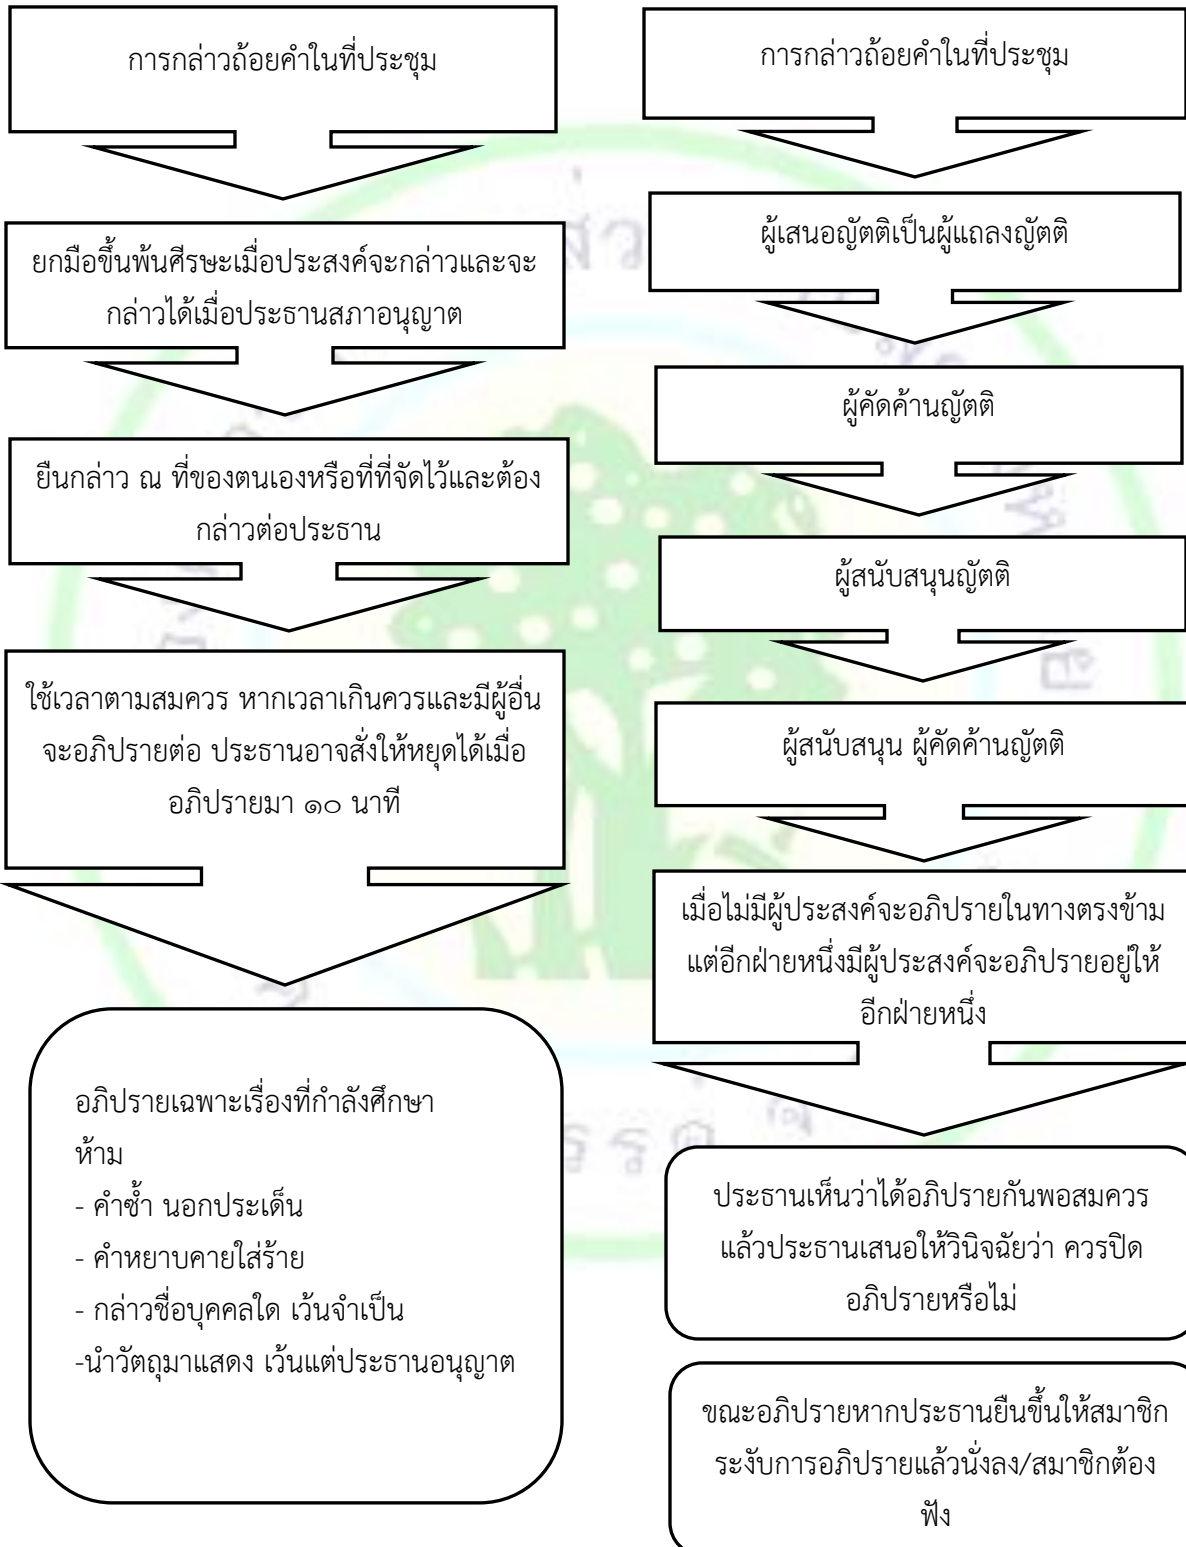 การกล่าวถ้อยคำในที่ประชุม
ยกมือขึ้นพ้นศีรษะเมื่อประสงค์จะกล่าวและจะ
กล่าวได้เมื่อประธานสภาอนุญาต
ยืนกล่าว ณ ที่ของตนเองหรือที่ที่จัดไว้และต้อง
กล่าวต่อประธาน
ใช้เวลาตามสมควร หากเวลาเกินควรและมีผู้อื่น
จะอภิปรายต่อ ประธานอาจสั่งให้หยุดได้เมื่อ
อภิปรายมา ๑๐ นาที
อภิปรายเฉพาะเรื่องที่กำลังศึกษา
ห้าม
- คำซ้ำ นอกประเด็น
- คำหยาบคายใส่ร้าย
- กล่าวชื่อบุคคลใด เว้นจำเป็น
-นำวัตถุมาแสดง เว้นแต่ประธานอนุญาต
การกล่าวถ้อยคำในที่ประชุม
ผู้เสนอญัตติเป็นผู้แถลงญัตติ
ผู้คัดค้านญัตติ
ผู้สนับสนุนญัตติ
ผู้สนับสนุน ผู้คัดค้านญัตติ
เมื่อไม่มีผู้ประสงค์จะอภิปรายในทางตรงข้าม
แต่อีกฝ่ายหนึ่งมีผู้ประสงค์จะอภิปรายอยู่ให้
อีกฝ่ายหนึ่ง
ประธานเห็นว่าได้อภิปรายกันพอสมควร
แล้วประธานเสนอให้วินิจฉัยว่า ควรปิด
อภิปรายหรือไม่
ขณะอภิปรายหากประธานยืนขึ้นให้สมาชิก
ระงับการอภิปรายแล้วนั่งลง/สมาชิกต้อง
ฟัง